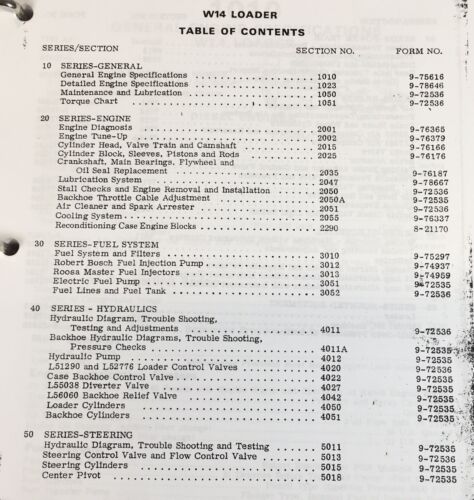 W14 LOADER
TABLE OF CONTENTS
SERIES/SECTION SECTION NO. FORM NO.
10 SERIES-GENERAL
General Engine Specifications . . . . . . . . . . . . . . . . 1010 9-75616
Detailed Engine Specifications . . . . . . . . . . . . . . . . 1023 9-78646
Maintenance and Lubrication . . . . . . . . . . . . . . . . 1050 9-72536
Torque Chart . . . . . . . . . . . . . . . . 1051 9-72536
20 SERIES-ENGINE
Engine Diagnosis . . . . . . . . . . . . . . . . 2001 9-76365
Engine Tune-Up . . . . . . . . . . . . . . . . 2002 9-76379
Cylinder Head, Valve Train and Camshaft . . . . . . . . . . . 2015 9-76166
Cylinder Block, Sleeves, Pistons and Rods . . . . . . . . . . . 2025 9-76176
Crankshaft, Main Bearings, Flywheel and
Oil Seal Replacement . . . . . . . . . . . . . . . . 2035 9-76187
Lubrication System . . . . . . . . . . . . . . . . 2047 9-78667
Stall Checks and Engine Removal and Installation . . . . . . . 2050 9-72536
Backhoe Throttle Cable Adjustment . . . . . . . . . . . . 2050A 9-72535
Air Cleaner and Spark Arrester . . . . . . . . . . . . . . 2051 9-72536
Cooling System . . . . . . . . . . . . . . . . 2055 9-76337
Reconditioning Case Engine Blocks . . . . . . . . . . . . 2290 8-21170
30 SERIES-FUEL SYSTEM
Fuel System and Filters . . . . . . . . . . . . . . . . 3010 9-75297
Robert Bosch Fuel Injection Pump . . . . . . . . . . . . . 3012 9-74937
Roosa Master Fuel Injectors . . . . . . . . . . . . . . . 3013 9-74959
Electric Fuel Pump . . . . . . . . . . . . . . . . 3051 9-72535
Fuel Lines and Fuel Tank . . . . . . . . . . . . . . . . 3052 9-72536
40 SERIES - HYDRAULICS
Hydraulic Diagram, Trouble Shooting,
Testing and Adjustments . . . . . . . . . . . . . . . . 4011 9-72536
Backhoe Hydraulic Diagrams, Trouble Shooting,
Pressure Checks . . . . . . . . . . . . . . . . 4011A 9-72535
Hydraulic Pump . . . . . . . . . . . . . . . . 4012 9-72535
L51290 and L52776 Loader Control Valves . . . . . . . . . . 4020 9-72536
Case Backhoe Control Valve . . . . . . . . . . . . . . . . 4022 9-72535
L55038 Diverter Valve . . . . . . . . . . . . . . . . 4027 9-72535
L56060 Backhoe Relief Valve . . . . . . . . . . . . . . . . 4042 9-72535
Loader Cylinders . . . . . . . . . . . . . . . . 4050 9-72535
Backhoe Cylinders . . . . . . . . . . . . . . . . 4051 9-72535
50 SERIES-STEERING
Hydraulic Diagram, Trouble Shooting and Testing . . . . . . . 5011 9-72535
Steering Control Valve and Flow Control Valve . . . . . . . . 5013 9-72536
Steering Cylinders . . . . . . . . . . . . . . . . 5015 9-72535
Center Pivot . . . . . . . . . . . . . . . . 5018 9-72535